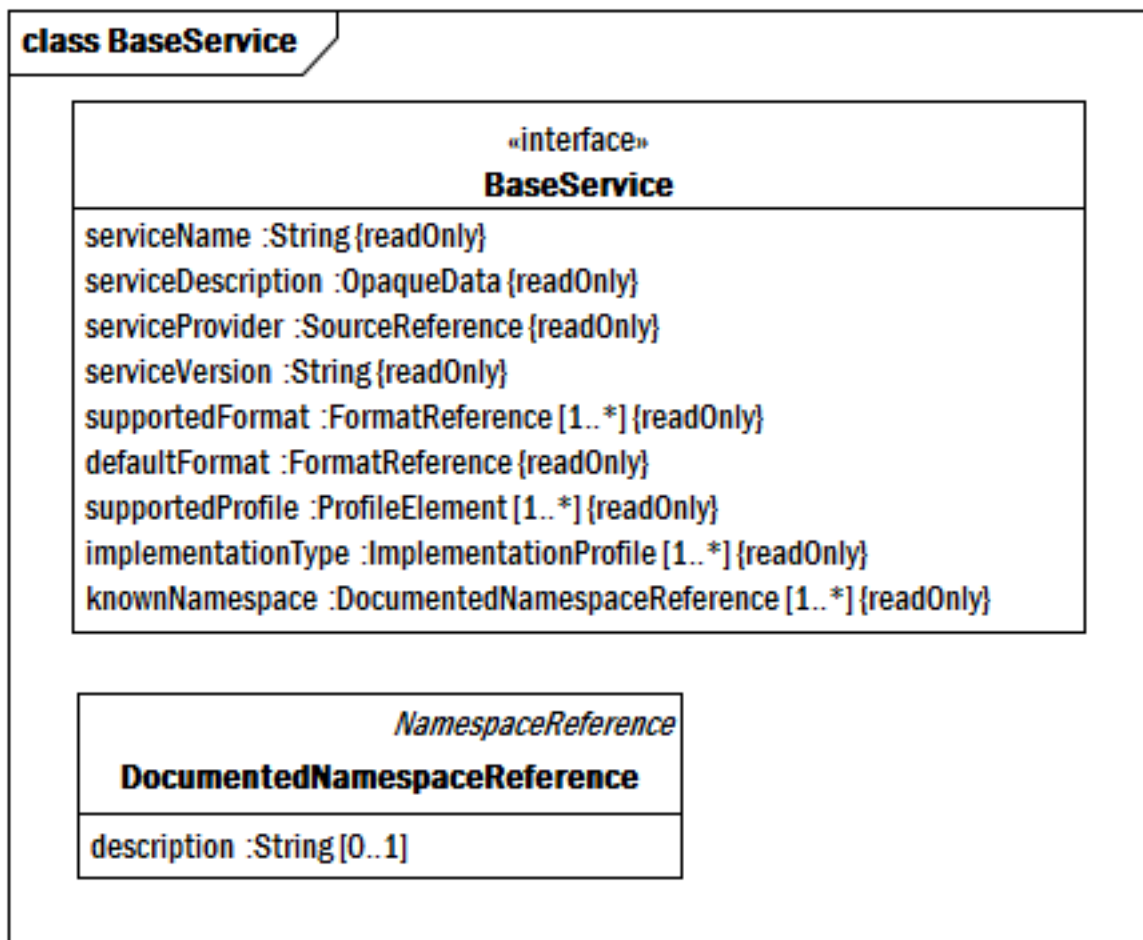 class BaseService
«interface»
BaseService
serviceName :String {readOnly}
serviceDescription :OpaqueData {readOnly}
serviceProvider :SourceReference {readOnly}
serviceVersion :String {readOnly}
supportedFormat :FormatReference [1..*] {readOnly}
defaultFormat :FormatReference {readOnly}
supportedProfile :ProfileElement [1..*] {readOnly}
implementationType :ImplementationProfile [1..*] {readOnly}
knownNamespace :DocumentedNamespaceReference [1..*] {readOnly}
NamespaceReference
DocumentedNamespaceReference
description :String [0..1]